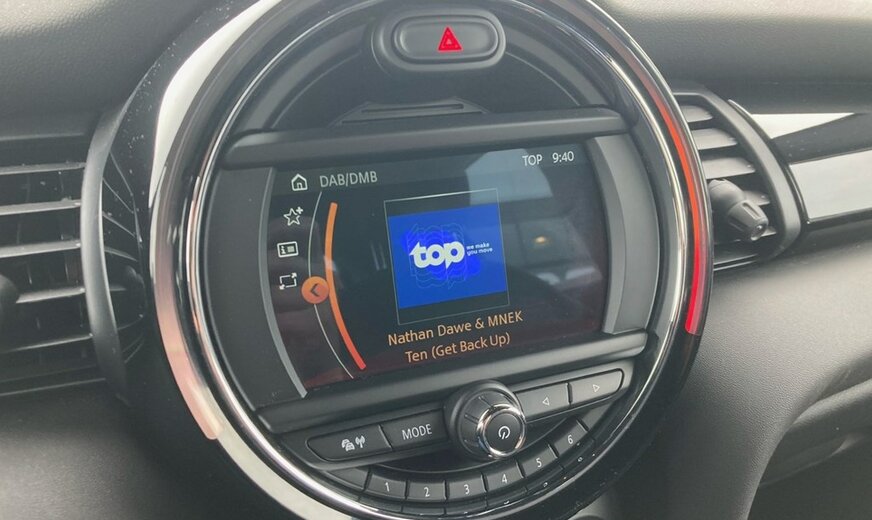 DAB/DMB
TOP 9:40
top
we make
you move
Nathan Dawe & MNEK
Ten (Get Back Up)
MODE
1 2 3 4 5 6